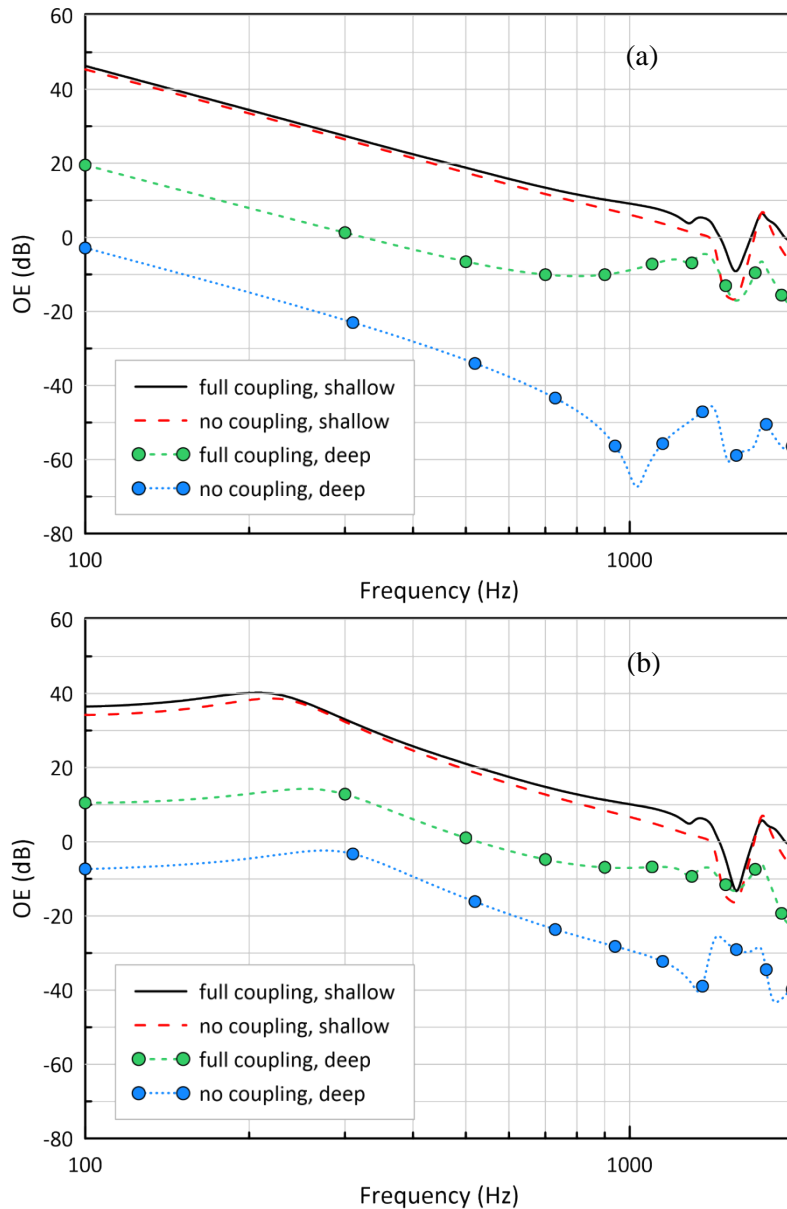 60
40
20
0
-20
-40
-60
-80
OE (dB)
(a)
full coupling, shallow
no coupling, shallow
full coupling, deep
no coupling, deep
100
1000
Frequency (Hz)
60
40
20
0
-20
-40
-60
-80
OE (dB)
(b)
full coupling, shallow
no coupling, shallow
full coupling, deep
no coupling, deep
100
1000
Frequency (Hz)